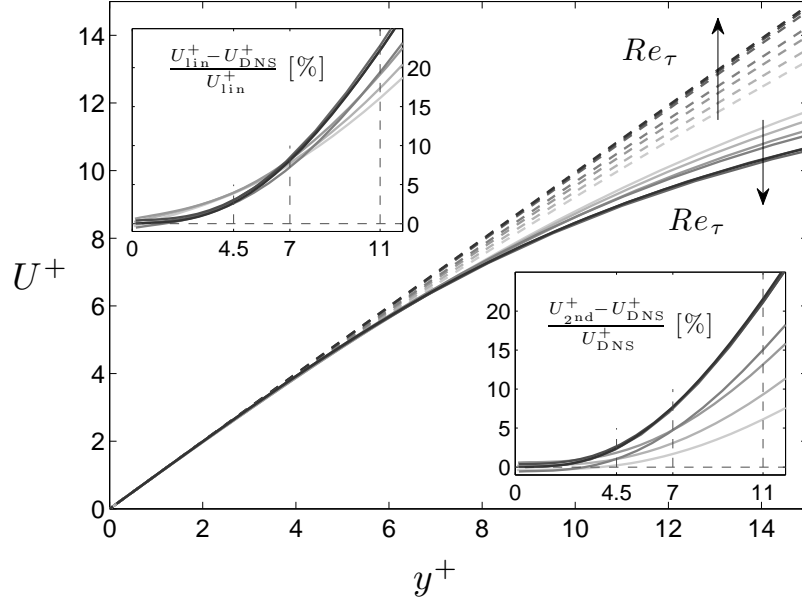 14
12
10
8
6
4
2
0
U⁺
0 2 4 6 8 10 12 14
y⁺
Re_τ
Re_τ
(U⁺_lin − U⁺_DNS) / U⁺_lin [%]
20
15
10
5
0
0 4.5 7 11
(U⁺_2nd − U⁺_DNS) / U⁺_DNS [%]
20
15
10
5
0
0 4.5 7 11